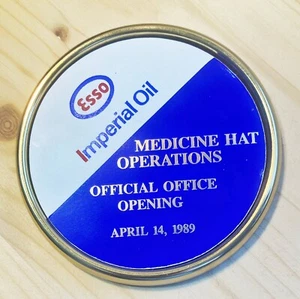 Esso
Imperial Oil
MEDICINE HAT
OPERATIONS
OFFICIAL OFFICE
OPENING
APRIL 14, 1989